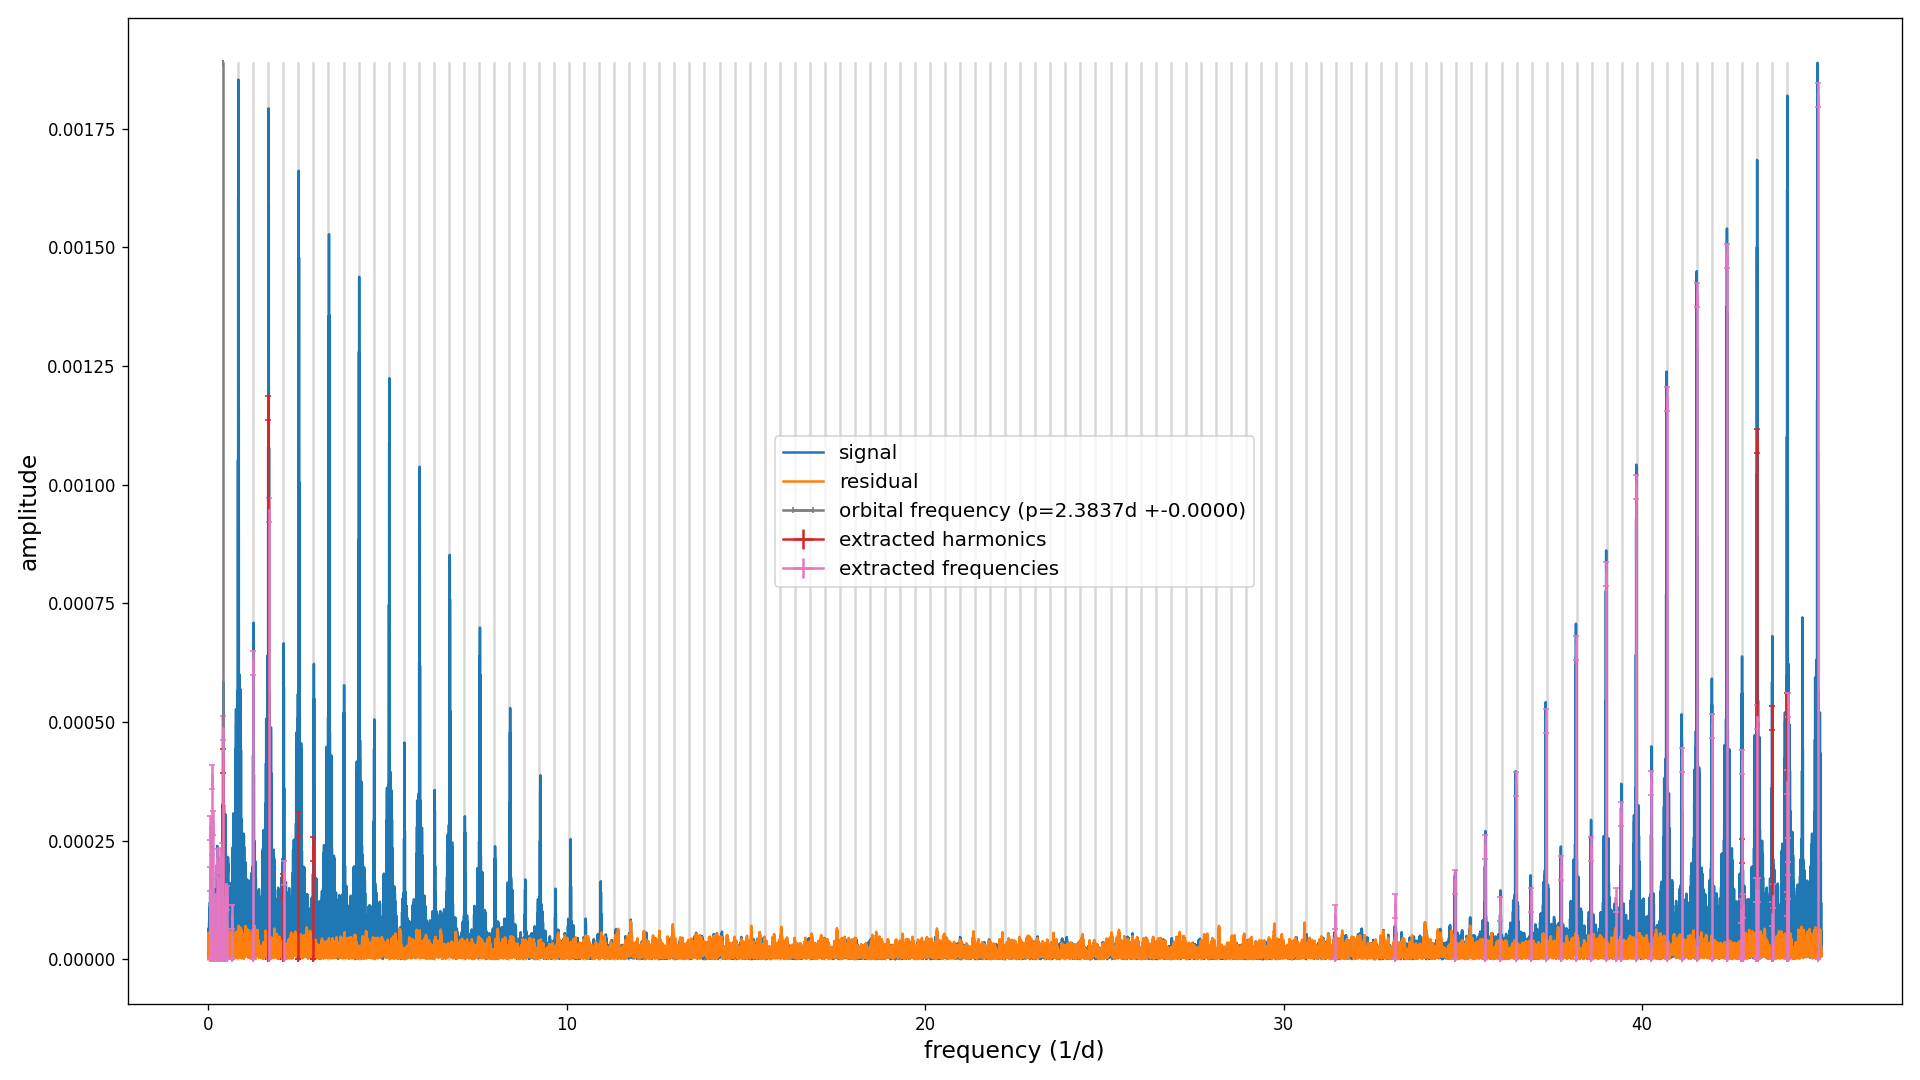 amplitude
0.00175
0.00150
0.00125
0.00100
0.00075
0.00050
0.00025
0.00000
signal
residual
orbital frequency (p=2.3837d +-0.0000)
extracted harmonics
extracted frequencies
0 10 20 30 40
frequency (1/d)